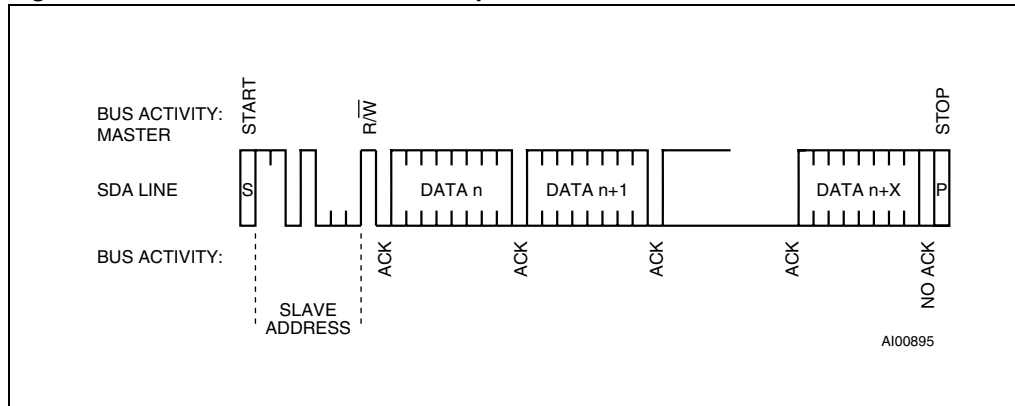 BUS ACTIVITY:
MASTER
START
R/W
STOP
SDA LINE
S
DATA n
DATA n+1
DATA n+X
P
BUS ACTIVITY:
ACK
ACK
ACK
ACK
NO ACK
SLAVE
ADDRESS
AI00895